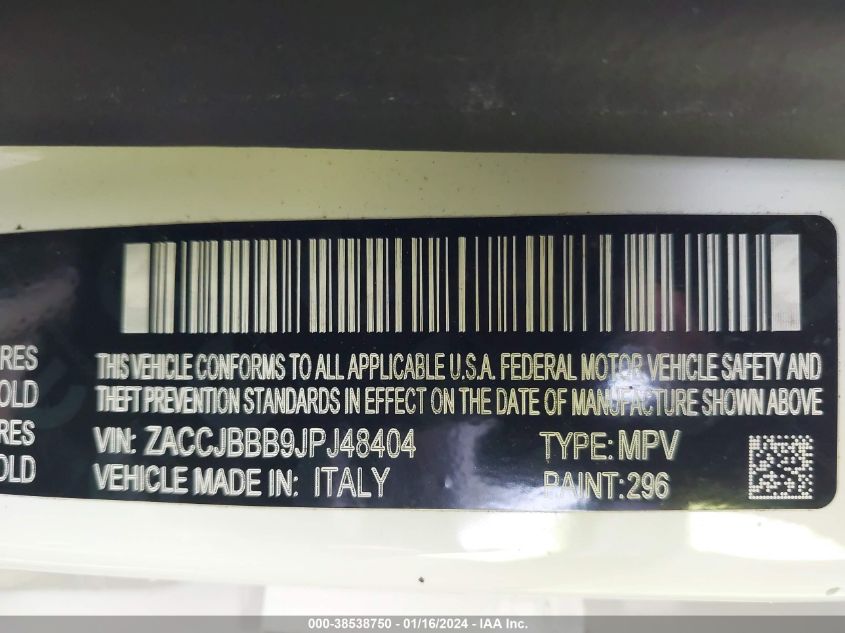 RES
OLD
RES
OLD
THIS VEHICLE CONFORMS TO ALL APPLICABLE U.S.A. FEDERAL MOTOR VEHICLE SAFETY AND
THEFT PREVENTION STANDARDS IN EFFECT ON THE DATE OF MANUFACTURE SHOWN ABOVE
VIN: ZACCJBBB9JPJ48404 TYPE: MPV
VEHICLE MADE IN: ITALY PAINT: 296
000-38538750 - 01/16/2024 - IAA Inc.